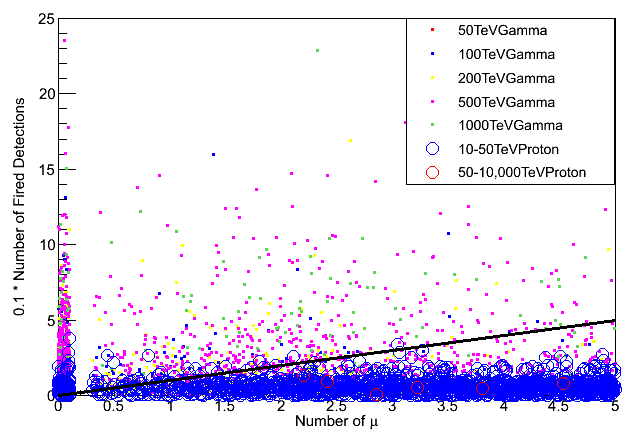 25
20
15
10
5
0
0.1 * Number of Fired Detections
50TeVGamma
100TeVGamma
200TeVGamma
500TeVGamma
1000TeVGamma
10-50TeVProton
50-10,000TeVProton
0 0.5 1 1.5 2 2.5 3 3.5 4 4.5 5
Number of μ